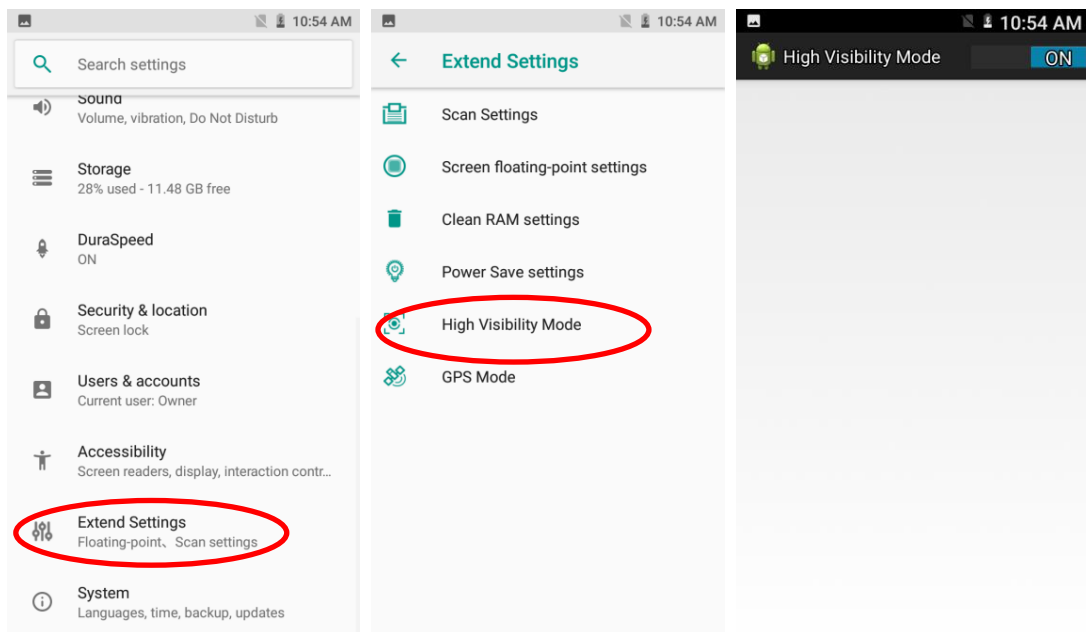 10:54 AM
Search settings
Sound
Volume, vibration, Do Not Disturb
Storage
28% used - 11.48 GB free
DuraSpeed
ON
Security & location
Screen lock
Users & accounts
Current user: Owner
Accessibility
Screen readers, display, interaction contr...
Extend Settings
Floating-point、Scan settings
System
Languages, time, backup, updates
10:54 AM
Extend Settings
Scan Settings
Screen floating-point settings
Clean RAM settings
Power Save settings
High Visibility Mode
GPS Mode
10:54 AM
High Visibility Mode ON